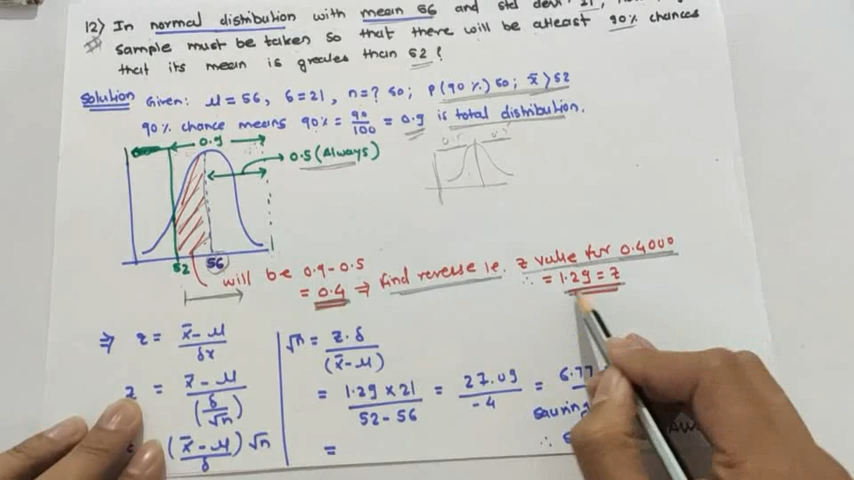 12) In normal distribution with mean 56 and std devi 21,
sample must be taken so that there will be atleast 90% chances
that its mean is greater than 52?
Solution Given: μ=56, σ=21, n=? so; P(90%) so; x̄>52
90% chance means 90% = 90/100 = 0.9 is total distribution.
0.9
0.5 (Always)
52 56
will be 0.9-0.5
= 0.4 ⇒ find reverse i.e. z value for 0.4000
∴ = 1.29 = z
⇒ z = (x̄-μ)/σx̄
z = (x̄-μ)/(σ/√n)
(x̄-μ)/σ √n
√n = z.σ/(x̄-μ)
= 1.29×21/52-56 = 27.09/-4 = 6.77
=